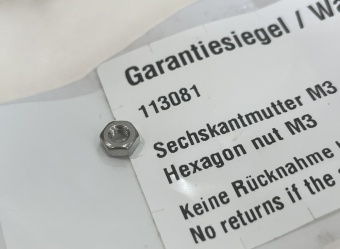 Garantiesiegel / Wa
113081
Sechskantmutter M3
Hexagon nut M3
Keine Rücknahme
No returns if the